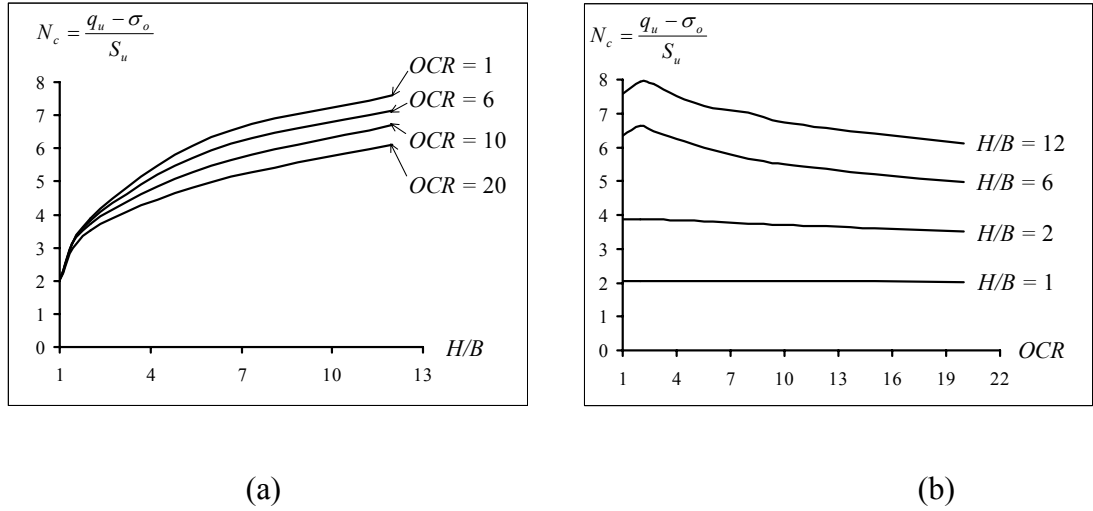 N_c = (q_u − σ_o) / S_u
8
7
6
5
4
3
2
1
0
1 4 7 10 13
H/B
OCR = 1
OCR = 6
OCR = 10
OCR = 20
(a)
N_c = (q_u − σ_o) / S_u
8
7
6
5
4
3
2
1
0
1 4 7 10 13 16 19 22
OCR
H/B = 12
H/B = 6
H/B = 2
H/B = 1
(b)